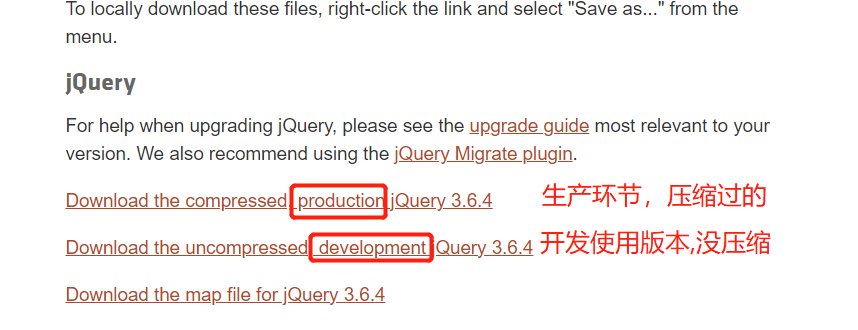 To locally download these files, right-click the link and select "Save as..." from the
menu.
jQuery
For help when upgrading jQuery, please see the upgrade guide most relevant to your
version. We also recommend using the jQuery Migrate plugin.
Download the compressed, production jQuery 3.6.4 生产环节，压缩过的
Download the uncompressed, development jQuery 3.6.4 开发使用版本,没压缩
Download the map file for jQuery 3.6.4